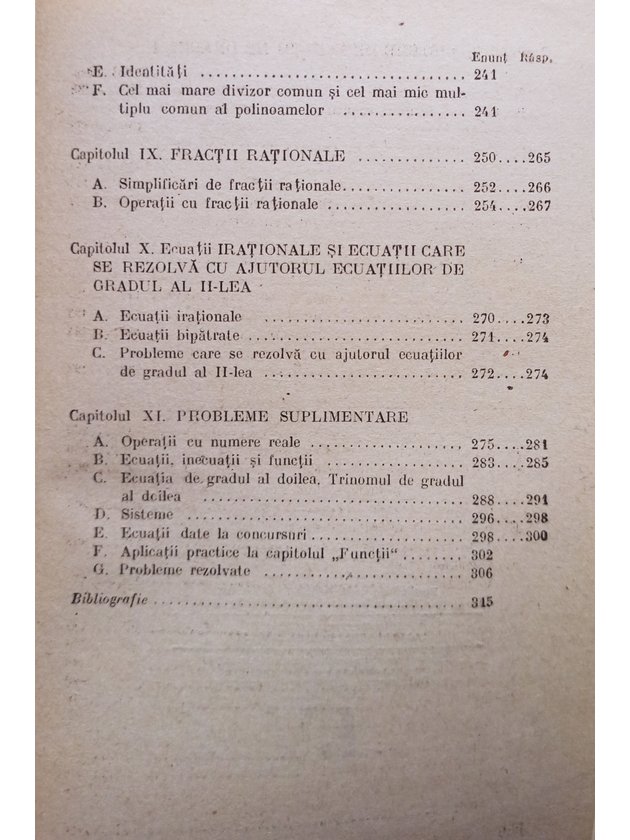 Enunț Răsp.
E. Identități ................................ 241
F. Cel mai mare divizor comun și cel mai mic mul-
tiplu comun al polinoamelor ............... 241
Capitolul IX. FRACȚII RAȚIONALE ............. 250....265
A. Simplificări de fracții raționale............... 252....266
B. Operații cu fracții raționale ................. 254....267
Capitolul X. Ecuații IRAȚIONALE ȘI ECUAȚII CARE
SE REZOLVĂ CU AJUTORUL ECUAȚIILOR DE
GRADUL AL II-LEA
A. Ecuații iraționale ............................ 270....273
B. Ecuații bipătrate ............................ 271....274
C. Probleme care se rezolvă cu ajutorul ecuațiilor
de gradul al II-lea ......................... 272....274
Capitolul XI. PROBLEME SUPLIMENTARE
A. Operații cu numere reale ................... 275....281
B. Ecuații, inecuații și funcții ................. 283....285
C. Ecuația de gradul al doilea. Trinomul de gradul
al doilea ................................ 288....291
D. Sisteme .................................. 296....298
E. Ecuații date la concursuri ................... 298....300
F. Aplicații practice la capitolul „Funcții“ ........ 302
G. Probleme rezolvate ......................... 306
Bibliografie ...................................... 315